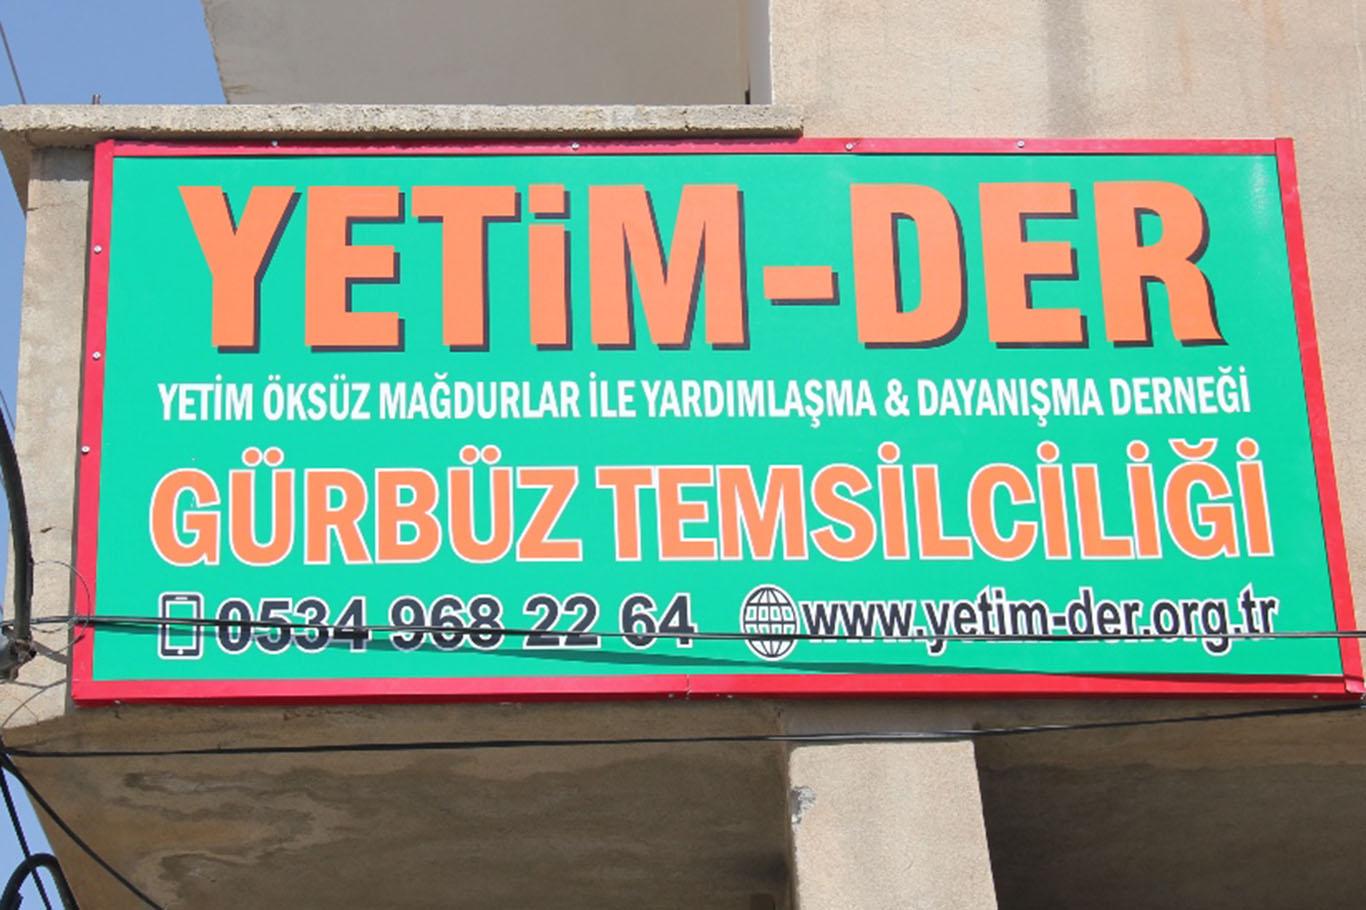 YETİM-DER
YETİM ÖKSÜZ MAĞDURLAR İLE YARDIMLAŞMA & DAYANIŞMA DERNEĞİ
GÜRBÜZ TEMSİLCİLİĞİ
0534 968 22 64 www.yetim-der.org.tr